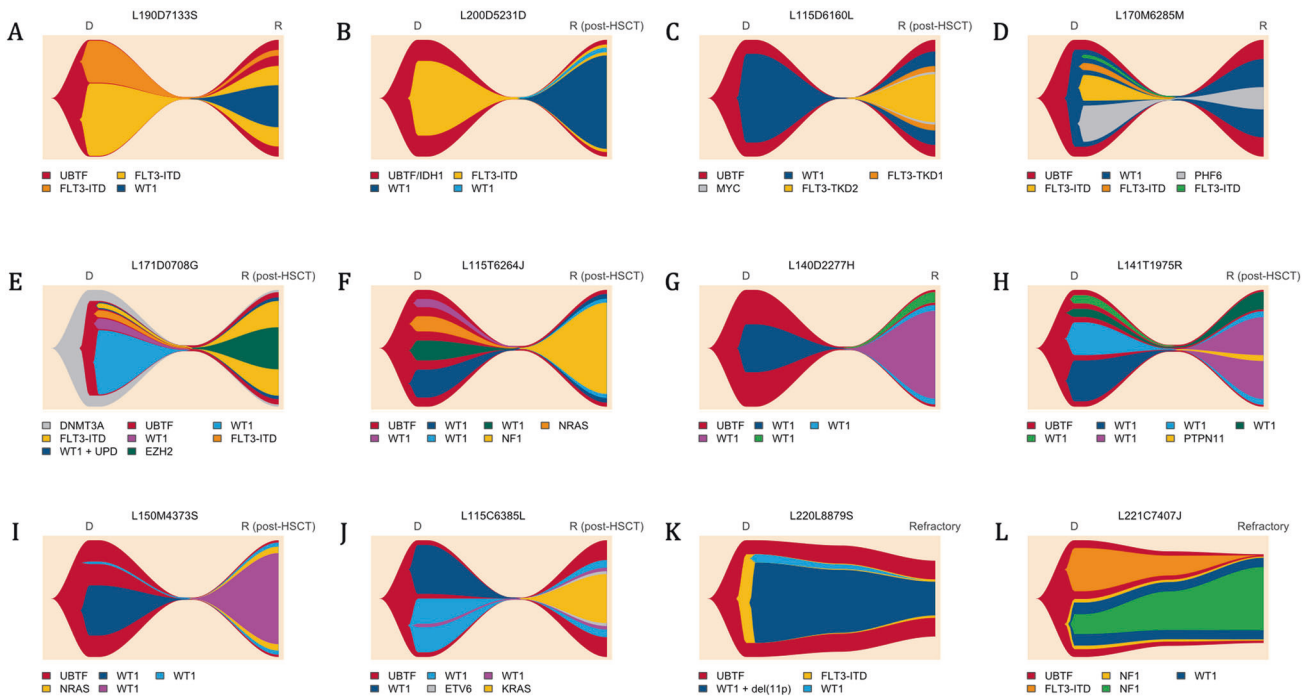 A
L190D7133S
D R
UBTF FLT3-ITD
FLT3-ITD WT1
B
L200D5231D
D R (post-HSCT)
UBTF/IDH1 FLT3-ITD
WT1 WT1
C
L115D6160L
D R (post-HSCT)
UBTF WT1 FLT3-TKD1
MYC FLT3-TKD2
D
L170M6285M
D R
UBTF WT1 PHF6
FLT3-ITD FLT3-ITD FLT3-ITD
E
L171D0708G
D R (post-HSCT)
DNMT3A UBTF WT1
FLT3-ITD WT1 FLT3-ITD
WT1 + UPD EZH2
F
L115T6264J
D R (post-HSCT)
UBTF WT1 WT1 NRAS
WT1 WT1 NF1
G
L140D2277H
D R
UBTF WT1 WT1
WT1 WT1
H
L141T1975R
D R (post-HSCT)
UBTF WT1 WT1 WT1
WT1 WT1 PTPN11
I
L150M4373S
D R (post-HSCT)
UBTF WT1 WT1
NRAS WT1
J
L115C6385L
D R (post-HSCT)
UBTF WT1 WT1
WT1 ETV6 KRAS
K
L220L8879S
D Refractory
UBTF FLT3-ITD
WT1 + del(11p) WT1
L
L221C7407J
D Refractory
UBTF NF1 WT1
FLT3-ITD NF1